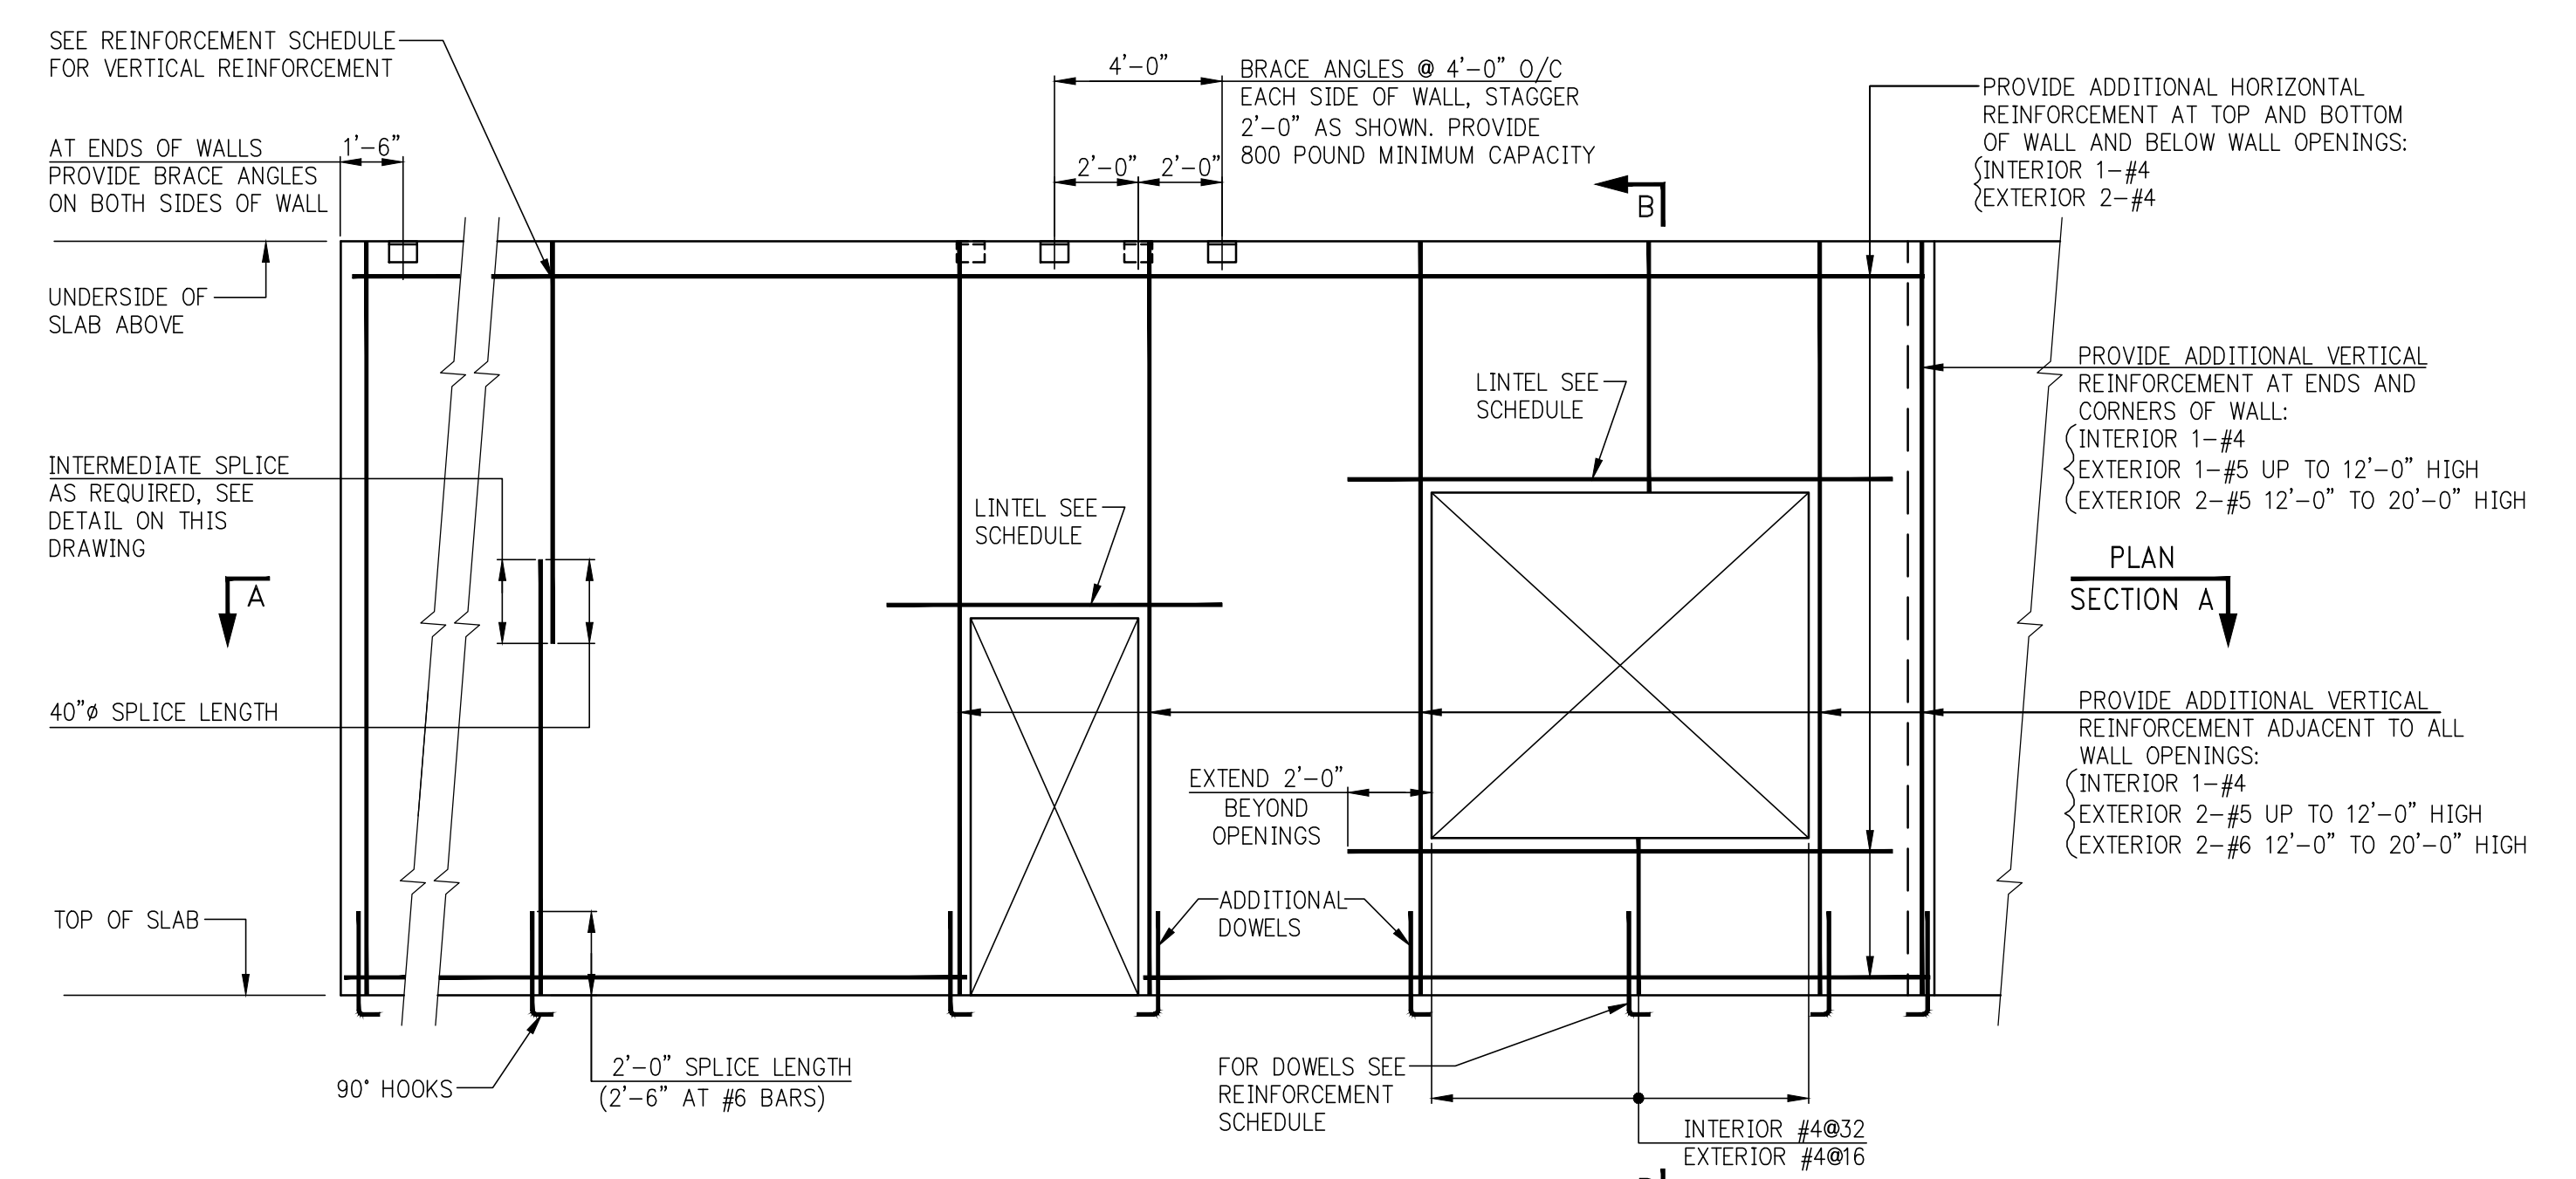 SEE REINFORCEMENT SCHEDULE
FOR VERTICAL REINFORCEMENT
AT ENDS OF WALLS
PROVIDE BRACE ANGLES
ON BOTH SIDES OF WALL
1'-6"
4'-0"
2'-0"
2'-0"
BRACE ANGLES @ 4'-0" O/C
EACH SIDE OF WALL, STAGGER
2'-0" AS SHOWN. PROVIDE
800 POUND MINIMUM CAPACITY
B
PROVIDE ADDITIONAL HORIZONTAL
REINFORCEMENT AT TOP AND BOTTOM
OF WALL AND BELOW WALL OPENINGS:
INTERIOR 1-#4
EXTERIOR 2-#4
UNDERSIDE OF
SLAB ABOVE
INTERMEDIATE SPLICE
AS REQUIRED, SEE
DETAIL ON THIS
DRAWING
A
40"ø SPLICE LENGTH
TOP OF SLAB
90° HOOKS
2'-0" SPLICE LENGTH
(2'-6" AT #6 BARS)
LINTEL SEE
SCHEDULE
LINTEL SEE
SCHEDULE
EXTEND 2'-0"
BEYOND
OPENINGS
ADDITIONAL
DOWELS
FOR DOWELS SEE
REINFORCEMENT
SCHEDULE
INTERIOR #4@32
EXTERIOR #4@16
PROVIDE ADDITIONAL VERTICAL
REINFORCEMENT AT ENDS AND
CORNERS OF WALL:
INTERIOR 1-#4
EXTERIOR 1-#5 UP TO 12'-0" HIGH
EXTERIOR 2-#5 12'-0" TO 20'-0" HIGH
PLAN
SECTION A
PROVIDE ADDITIONAL VERTICAL
REINFORCEMENT ADJACENT TO ALL
WALL OPENINGS:
INTERIOR 1-#4
EXTERIOR 2-#5 UP TO 12'-0" HIGH
EXTERIOR 2-#6 12'-0" TO 20'-0" HIGH